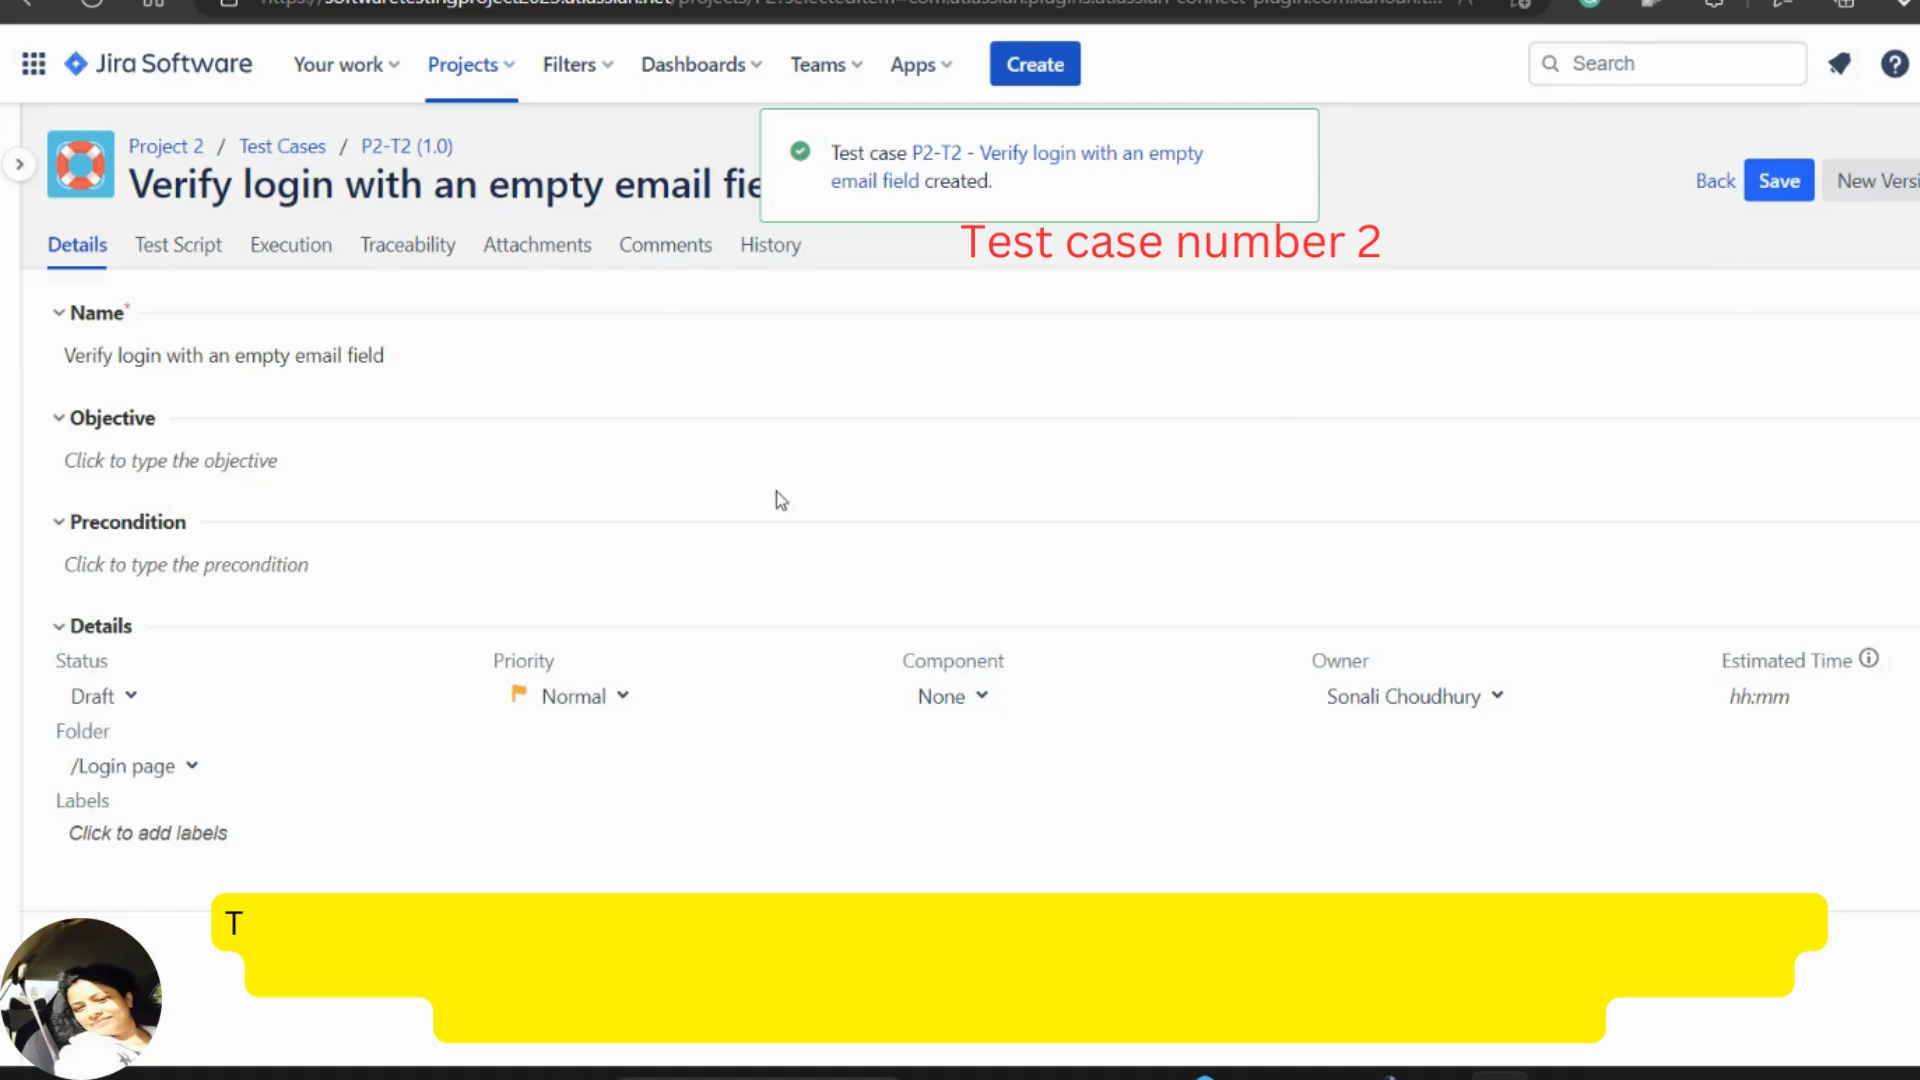 Jira Software
Your work
Projects
Filters
Dashboards
Teams
Apps
Create
Search
Project 2 / Test Cases / P2-T2 (1.0)
Verify login with an empty email fie
Test case P2-T2 - Verify login with an empty
email field created.
Back
Save
New Versi
Details
Test Script
Execution
Traceability
Attachments
Comments
History
Test case number 2
Name*
Verify login with an empty email field
Objective
Click to type the objective
Precondition
Click to type the precondition
Details
Status
Priority
Component
Owner
Estimated Time
Draft
Normal
None
Sonali Choudhury
hh:mm
Folder
/Login page
Labels
Click to add labels
T